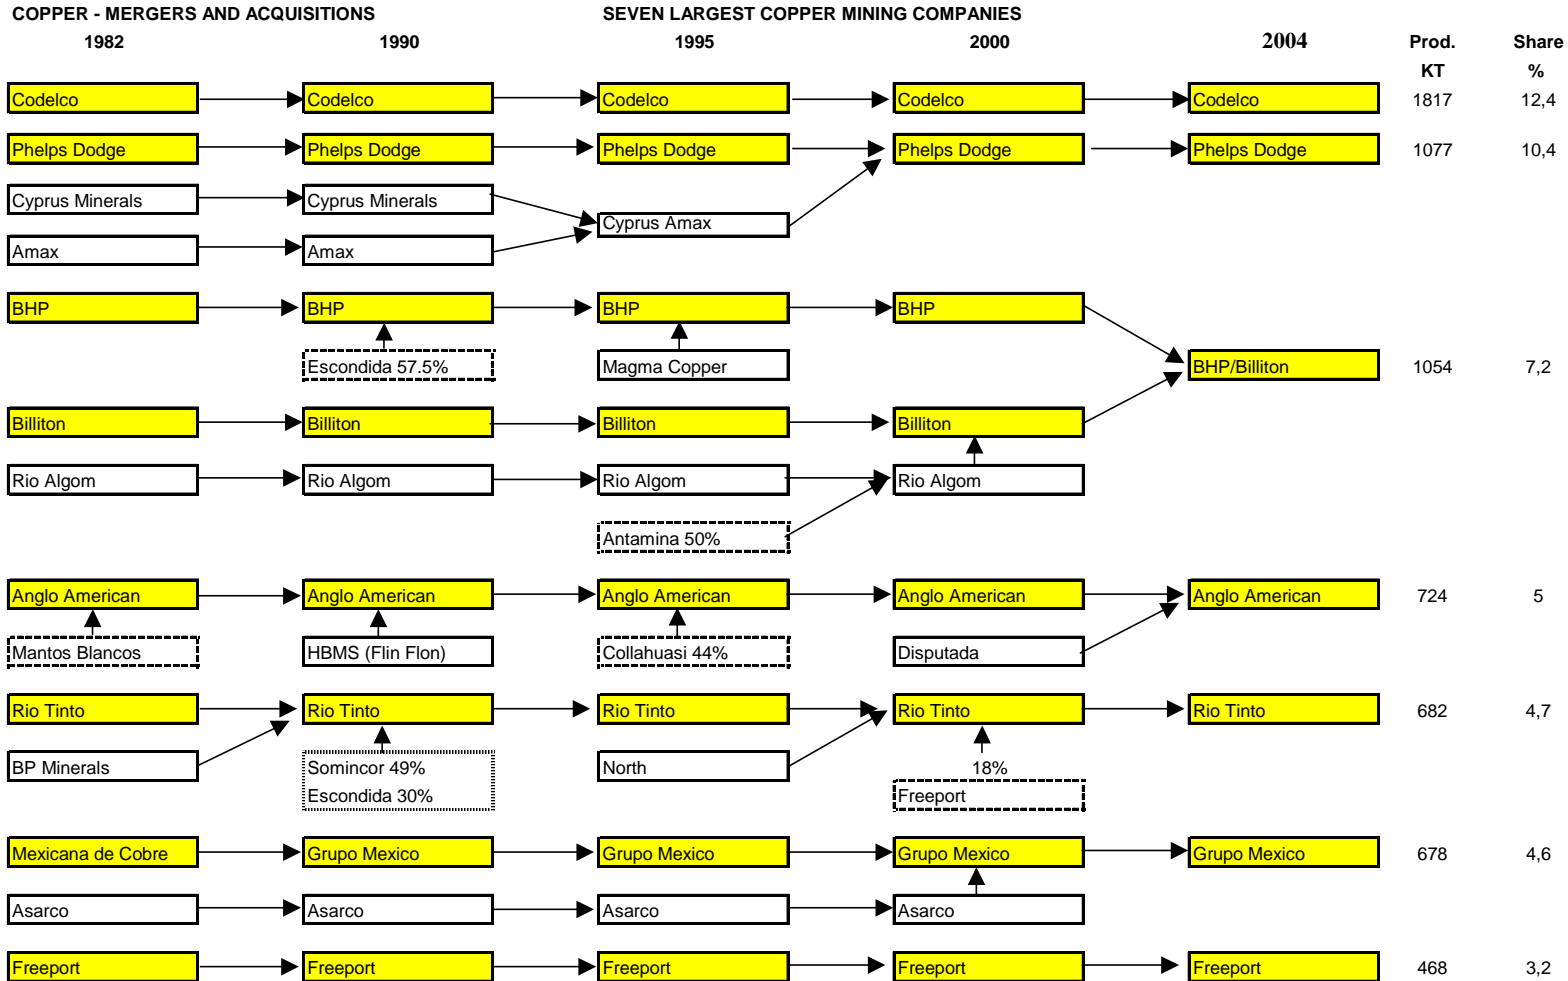 COPPER - MERGERS AND ACQUISITIONS SEVEN LARGEST COPPER MINING COMPANIES
1982 1990 1995 2000 2004 Prod. Share
KT %
Codelco Codelco Codelco Codelco Codelco 1817 12,4
Phelps Dodge Phelps Dodge Phelps Dodge Phelps Dodge Phelps Dodge 1077 10,4
Cyprus Minerals Cyprus Minerals
Cyprus Amax
Amax Amax
BHP BHP BHP BHP
Escondida 57.5% Magma Copper BHP/Billiton 1054 7,2
Billiton Billiton Billiton Billiton
Rio Algom Rio Algom Rio Algom Rio Algom
Antamina 50%
Anglo American Anglo American Anglo American Anglo American Anglo American 724 5
Mantos Blancos HBMS (Flin Flon) Collahuasi 44% Disputada
Rio Tinto Rio Tinto Rio Tinto Rio Tinto Rio Tinto 682 4,7
BP Minerals Somincor 49% North 18%
Escondida 30% Freeport
Mexicana de Cobre Grupo Mexico Grupo Mexico Grupo Mexico Grupo Mexico 678 4,6
Asarco Asarco Asarco Asarco
Freeport Freeport Freeport Freeport Freeport 468 3,2